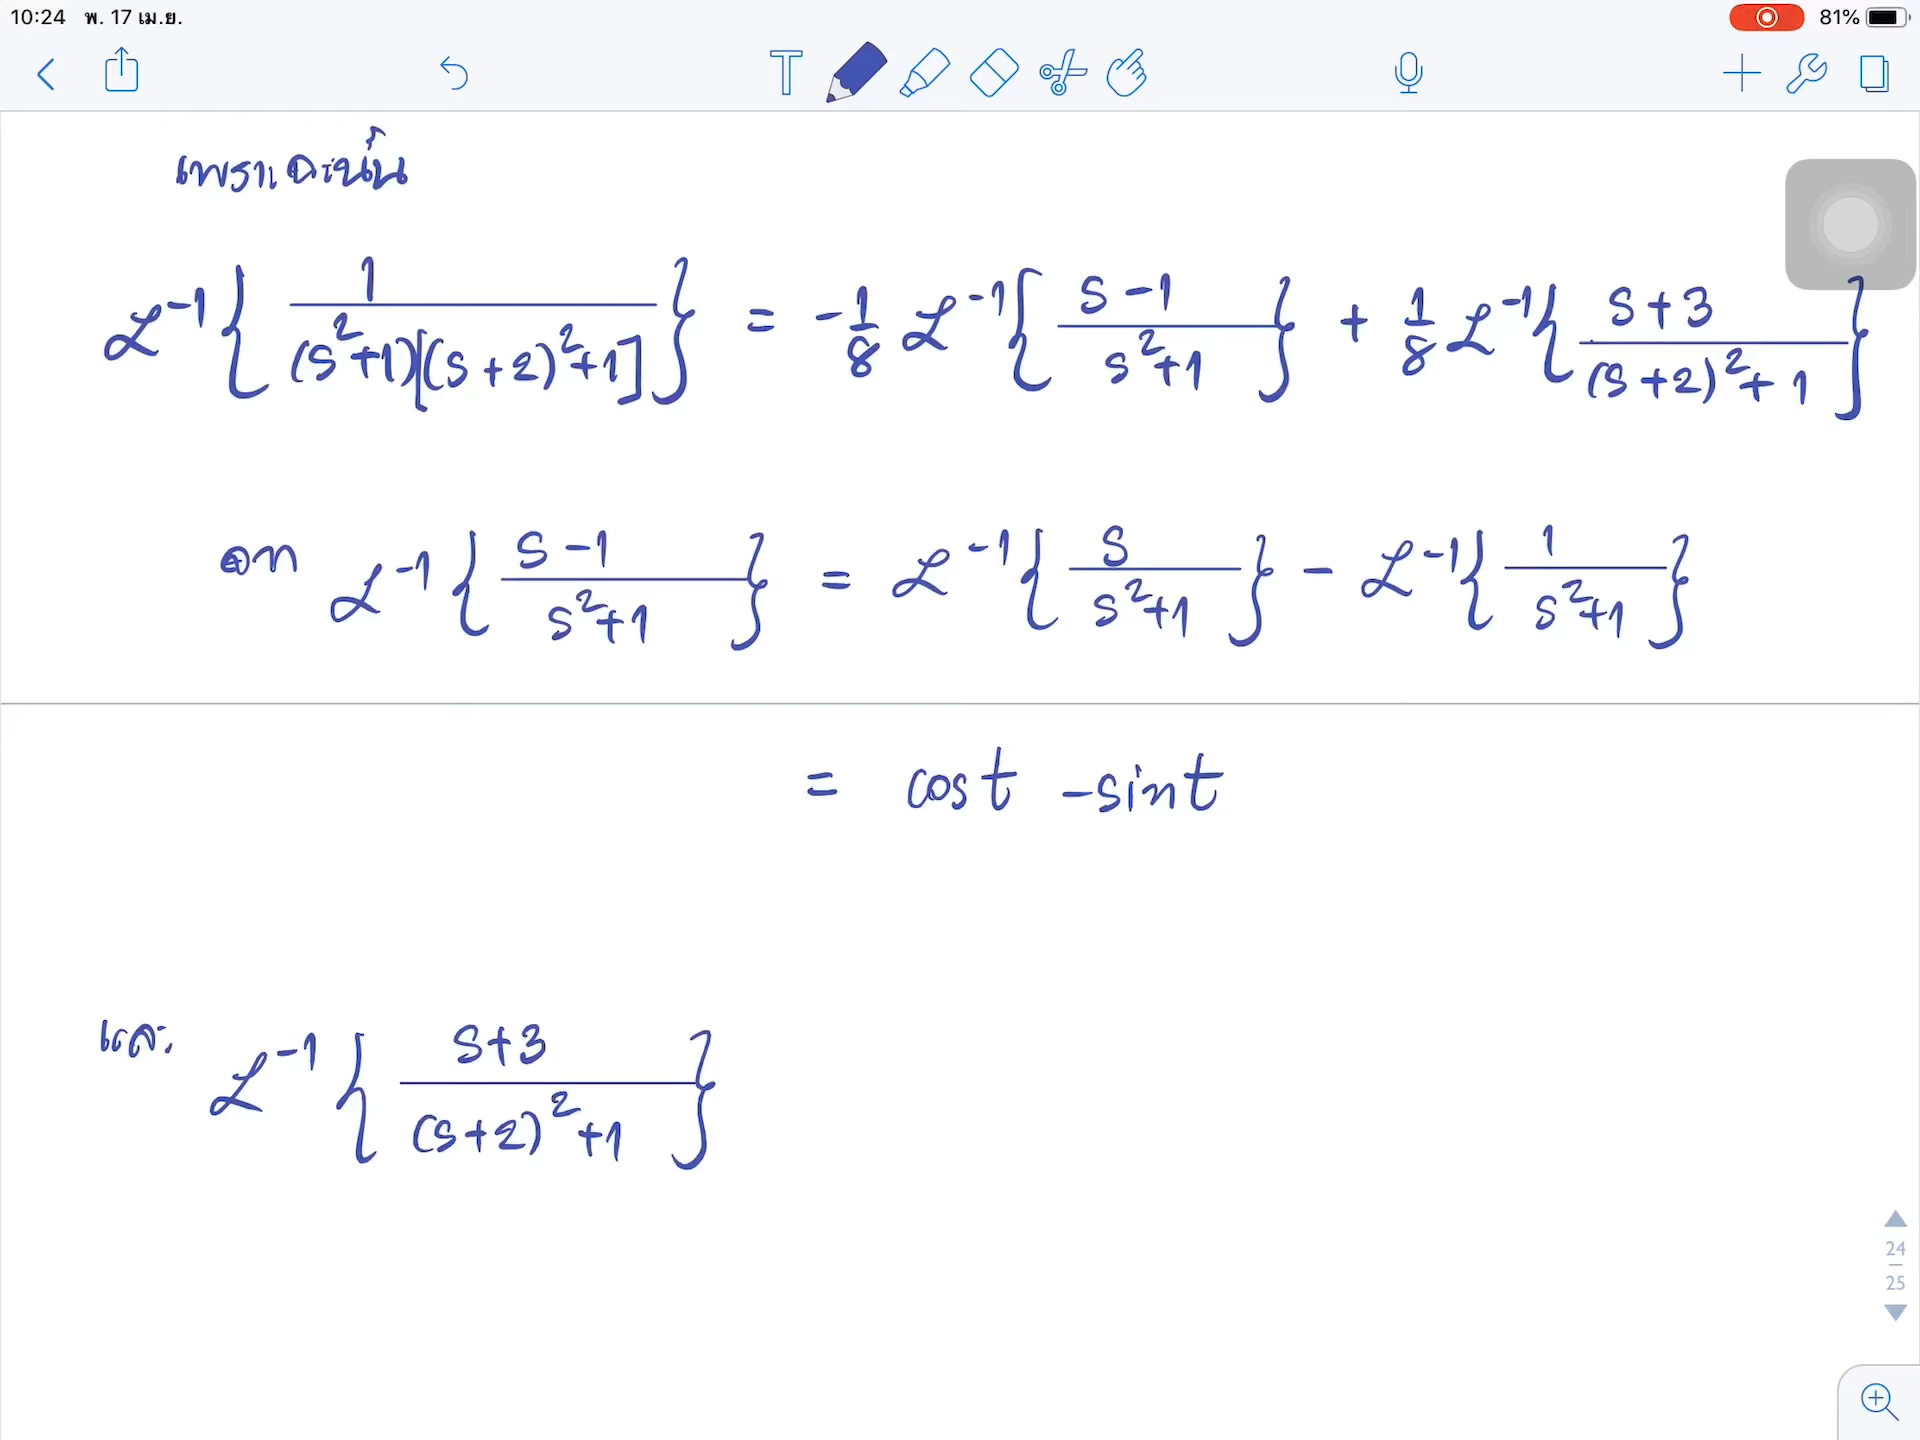 10:24 พ. 17 เม.ย. 81%
เพราะฉะนั้น
ℒ⁻¹{ 1 / (s²+1)[(s+2)²+1] } = -1/8 ℒ⁻¹{ s-1 / s²+1 } + 1/8 ℒ⁻¹{ s+3 / (s+2)²+1 }
ℒ⁻¹{ s-1 / s²+1 } = ℒ⁻¹{ s / s²+1 } - ℒ⁻¹{ 1 / s²+1 }
= cos t - sin t
และ ℒ⁻¹{ s+3 / (s+2)²+1 }
24
25